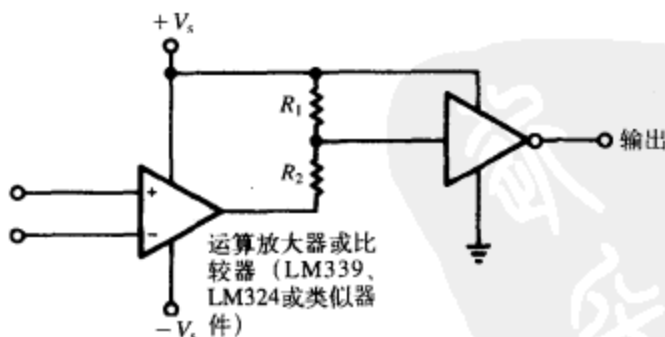 +Vs
R1
输出
R2
+
−
运算放大器或比
较器（LM339、
LM324或类似器
件）
−Vs